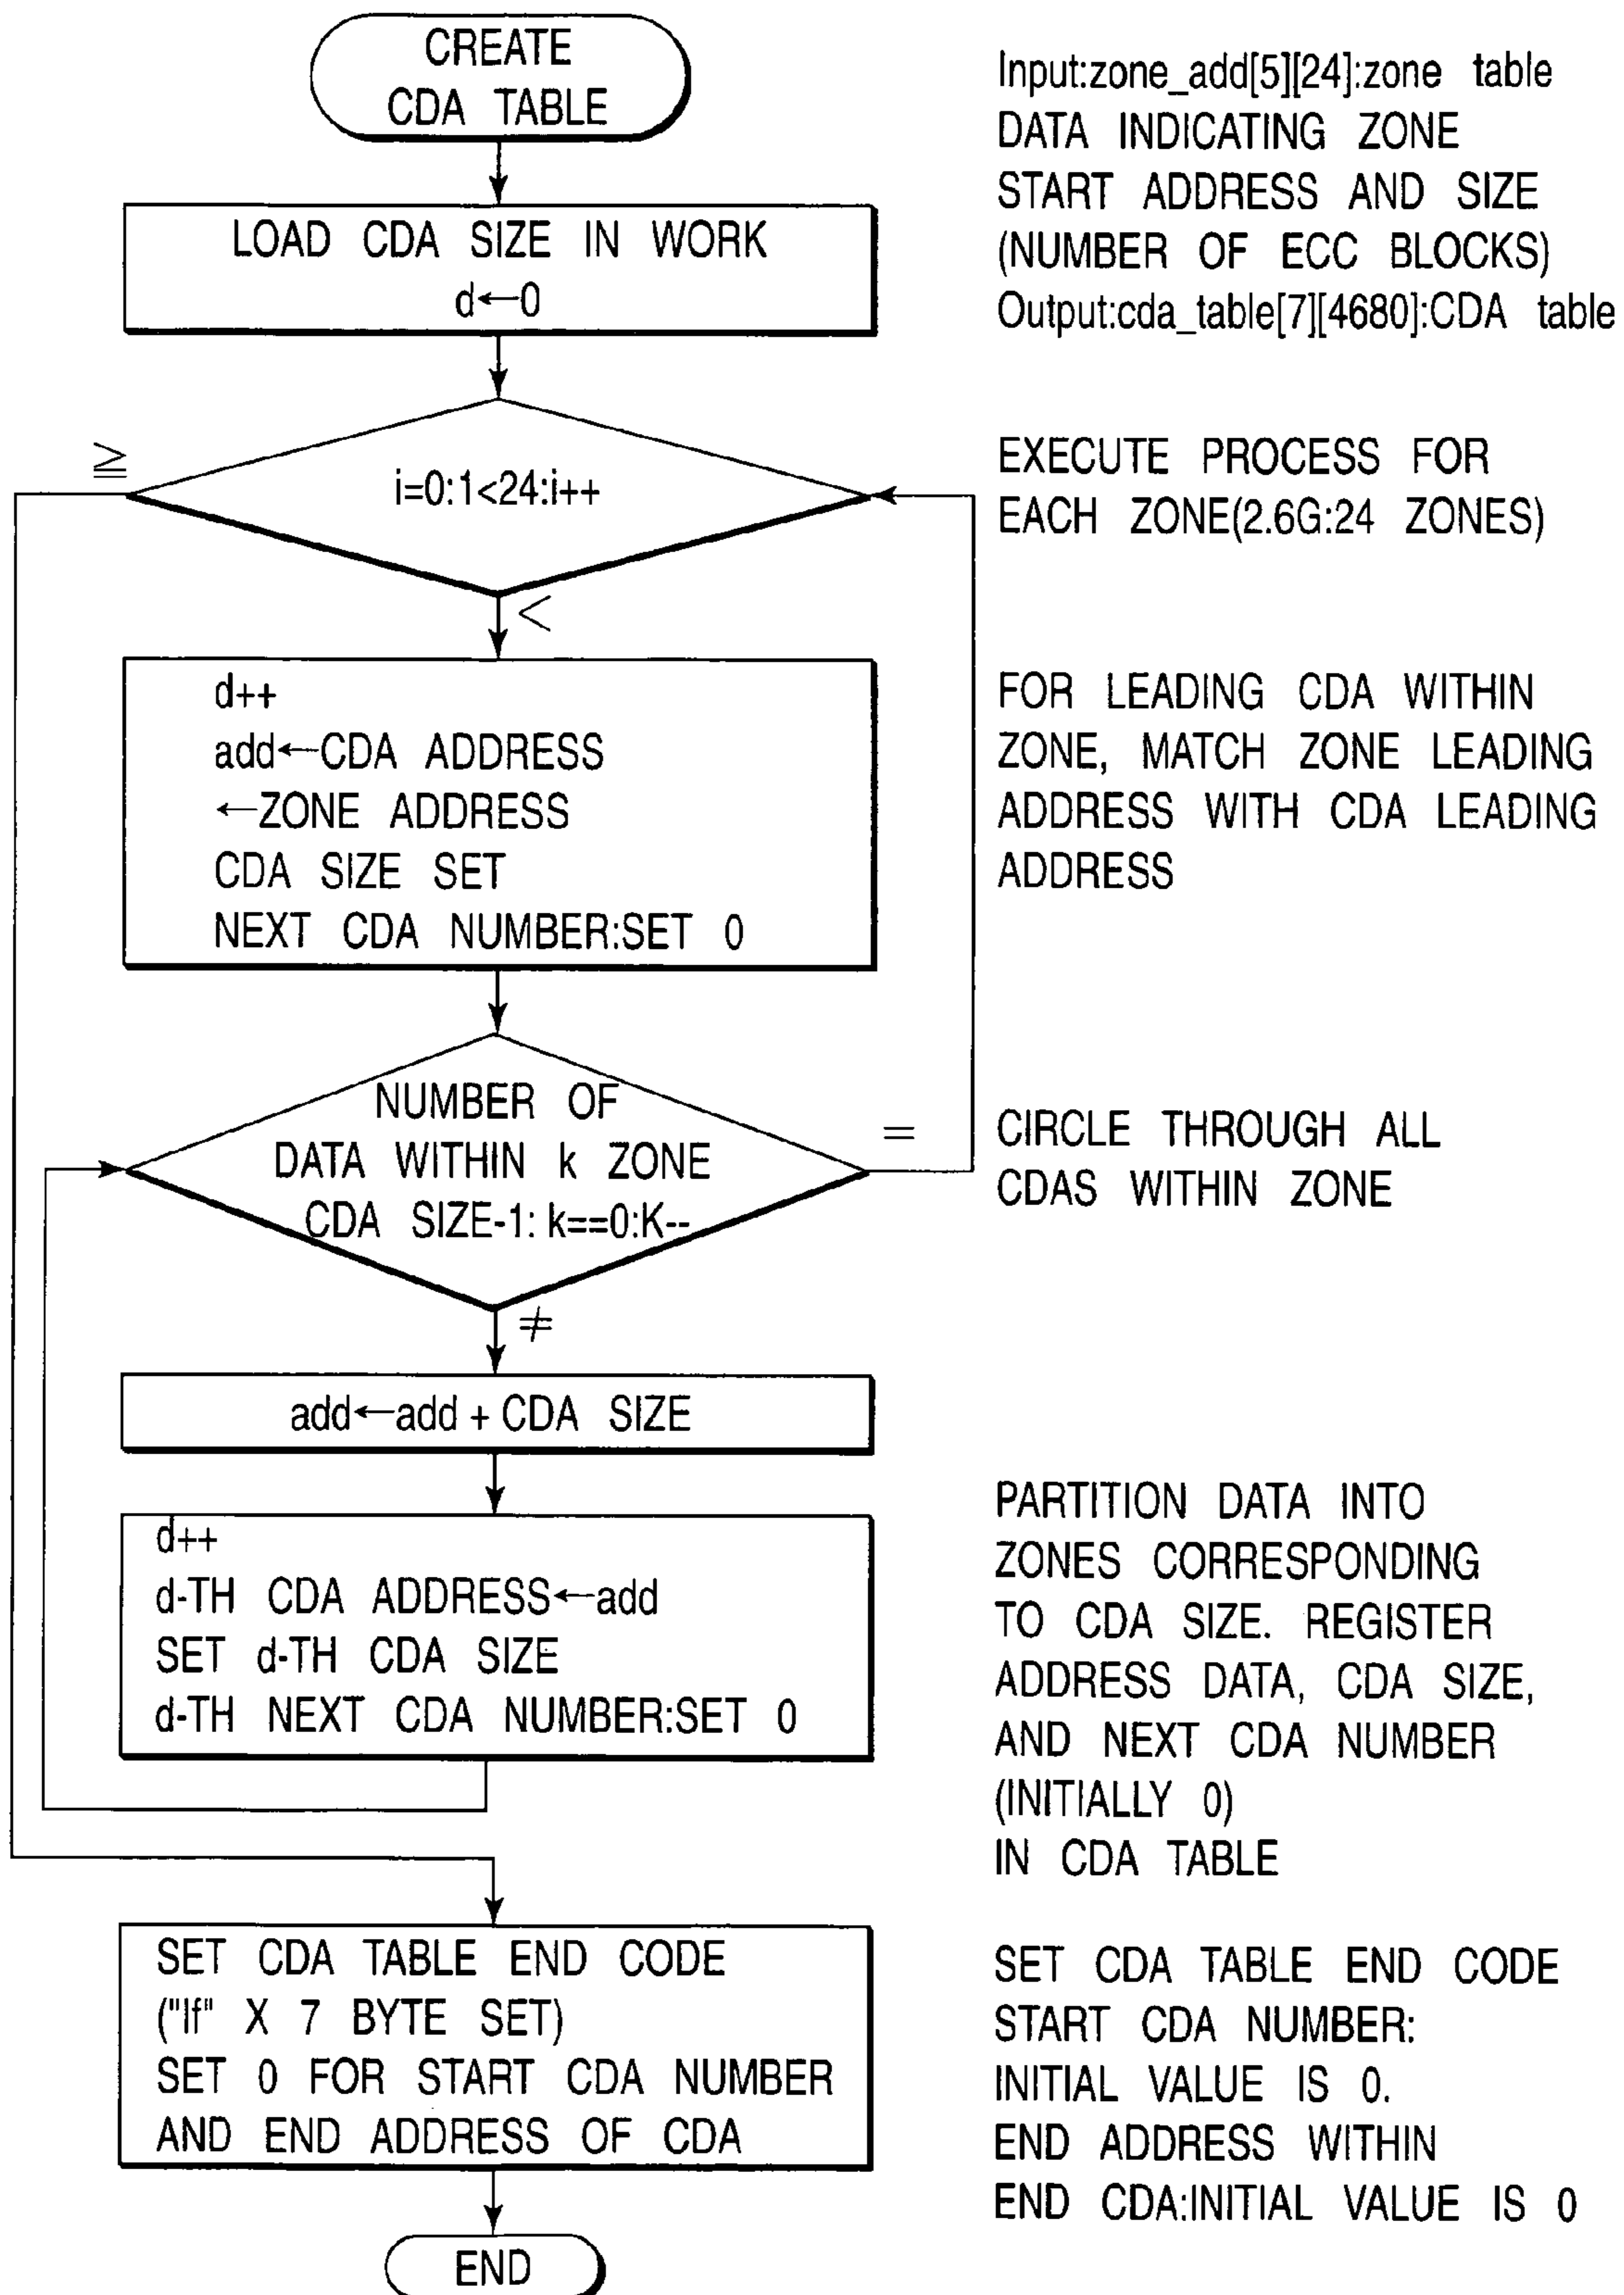 CREATE
CDA TABLE
Input:zone_add[5][24]:zone table
DATA INDICATING ZONE
START ADDRESS AND SIZE
(NUMBER OF ECC BLOCKS)
Output:cda_table[7][4680]:CDA table
LOAD CDA SIZE IN WORK
d←0
≧
i=0:1<24:i++
EXECUTE PROCESS FOR
EACH ZONE(2.6G:24 ZONES)
<
d++
add←CDA ADDRESS
←ZONE ADDRESS
CDA SIZE SET
NEXT CDA NUMBER:SET 0
FOR LEADING CDA WITHIN
ZONE, MATCH ZONE LEADING
ADDRESS WITH CDA LEADING
ADDRESS
NUMBER OF
DATA WITHIN k ZONE
CDA SIZE-1: k==0:K--
=
CIRCLE THROUGH ALL
CDAS WITHIN ZONE
≠
add←add + CDA SIZE
d++
d-TH CDA ADDRESS←add
SET d-TH CDA SIZE
d-TH NEXT CDA NUMBER:SET 0
PARTITION DATA INTO
ZONES CORRESPONDING
TO CDA SIZE. REGISTER
ADDRESS DATA, CDA SIZE,
AND NEXT CDA NUMBER
(INITIALLY 0)
IN CDA TABLE
SET CDA TABLE END CODE
("If" X 7 BYTE SET)
SET 0 FOR START CDA NUMBER
AND END ADDRESS OF CDA
SET CDA TABLE END CODE
START CDA NUMBER:
INITIAL VALUE IS 0.
END ADDRESS WITHIN
END CDA:INITIAL VALUE IS 0
END